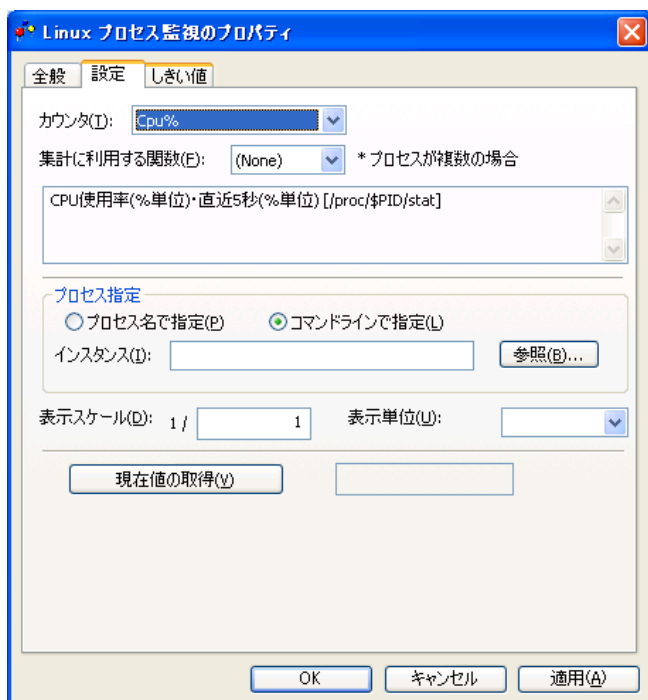 Linux プロセス監視のプロパティ
全般 設定 しきい値
カウンタ(T): Cpu%
集計に利用する関数(F): (None) *プロセスが複数の場合
CPU使用率(%単位)・直近5秒(%単位) [/proc/$PID/stat]
プロセス指定
プロセス名で指定(P) コマンドラインで指定(L)
インスタンス(I): 参照(B)...
表示スケール(D): 1 / 1 表示単位(U):
現在値の取得(V)
OK キャンセル 適用(A)